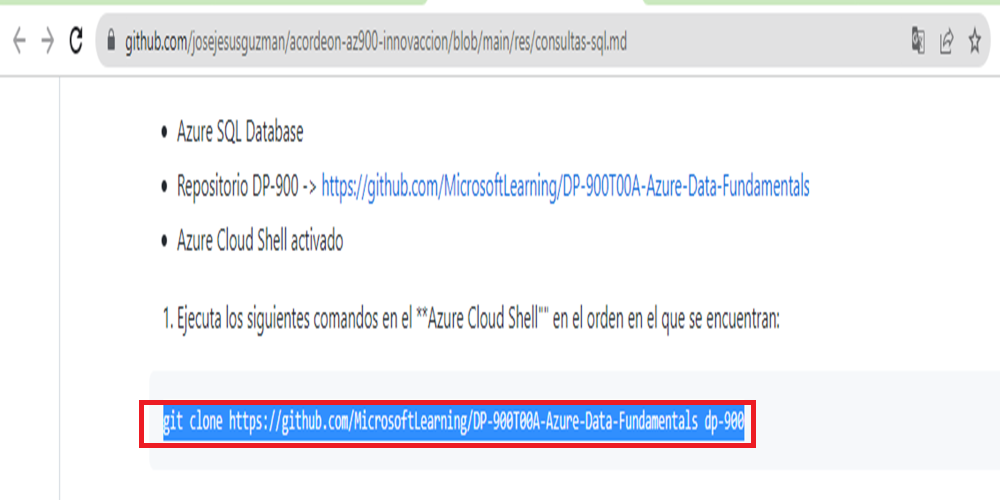 github.com/josejesusguzman/acordeon-az900-innovaccion/blob/main/res/consultas-sql.md
Azure SQL Database
Repositorio DP-900 -> https://github.com/MicrosoftLearning/DP-900T00A-Azure-Data-Fundamentals
Azure Cloud Shell activado
1. Ejecuta los siguientes comandos en el **Azure Cloud Shell"" en el orden en el que se encuentran:
git clone https://github.com/MicrosoftLearning/DP-900T00A-Azure-Data-Fundamentals dp-900